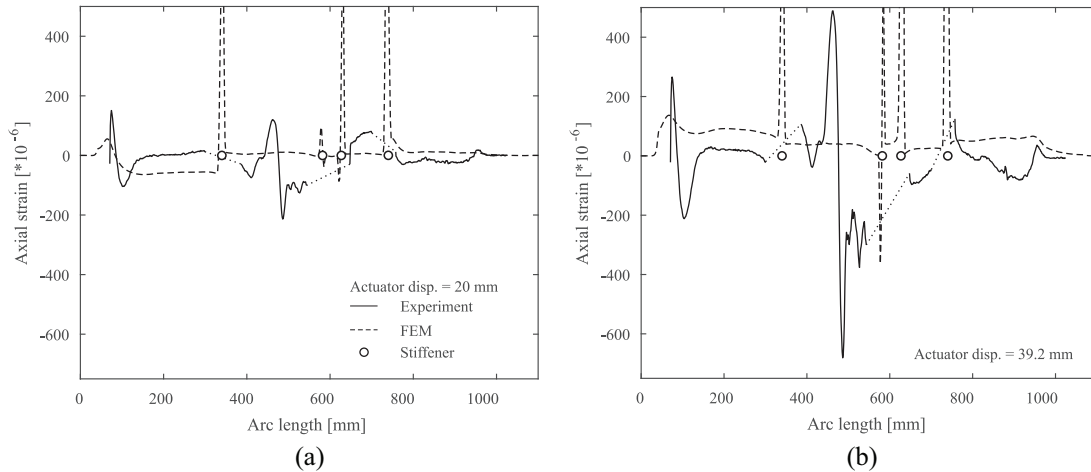 400
200
0
-200
-400
-600
Axial strain [*10^-6]
0
200
400
600
800
1000
Arc length [mm]
Actuator disp. = 20 mm
Experiment
FEM
Stiffener
(a)
400
200
0
-200
-400
-600
Axial strain [*10^-6]
0
200
400
600
800
1000
Arc length [mm]
Actuator disp. = 39.2 mm
(b)